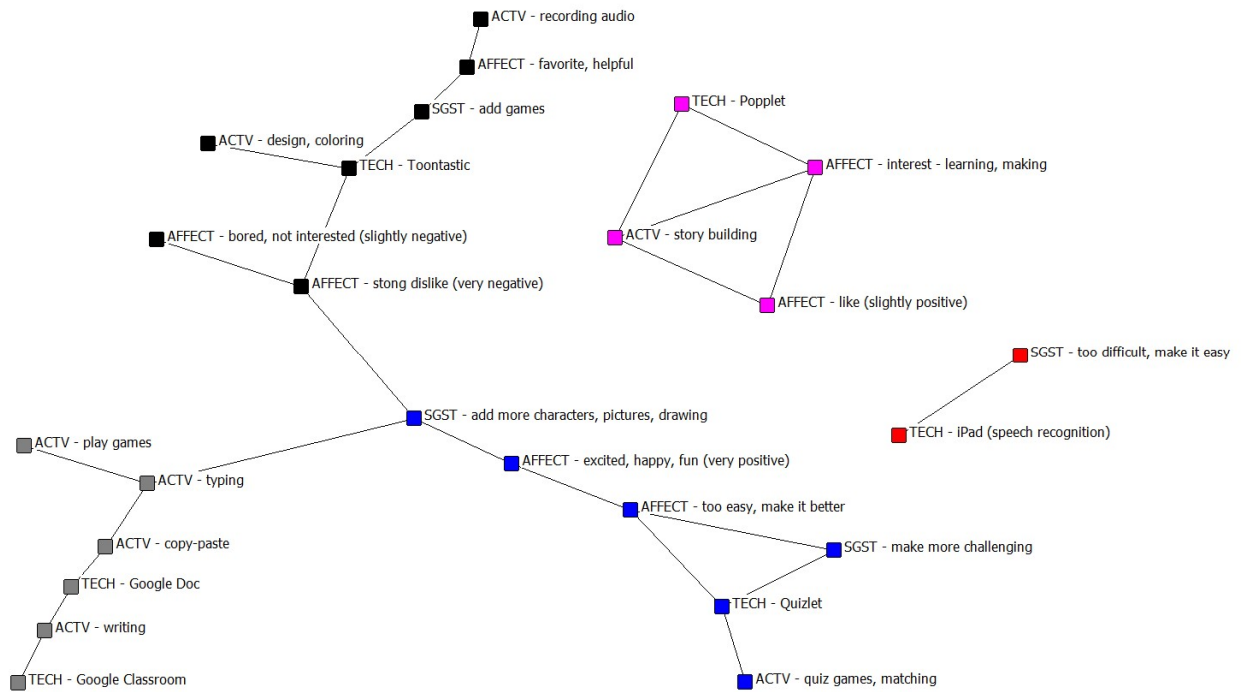 ACTV - recording audio
AFFECT - favorite, helpful
TECH - Popplet
SGST - add games
ACTV - design, coloring
TECH - Toontastic
AFFECT - interest - learning, making
ACTV - story building
AFFECT - bored, not interested (slightly negative)
AFFECT - stong dislike (very negative)
AFFECT - like (slightly positive)
SGST - too difficult, make it easy
SGST - add more characters, pictures, drawing
TECH - iPad (speech recognition)
ACTV - play games
AFFECT - excited, happy, fun (very positive)
ACTV - typing
AFFECT - too easy, make it better
ACTV - copy-paste
SGST - make more challenging
TECH - Google Doc
TECH - Quizlet
ACTV - writing
TECH - Google Classroom
ACTV - quiz games, matching